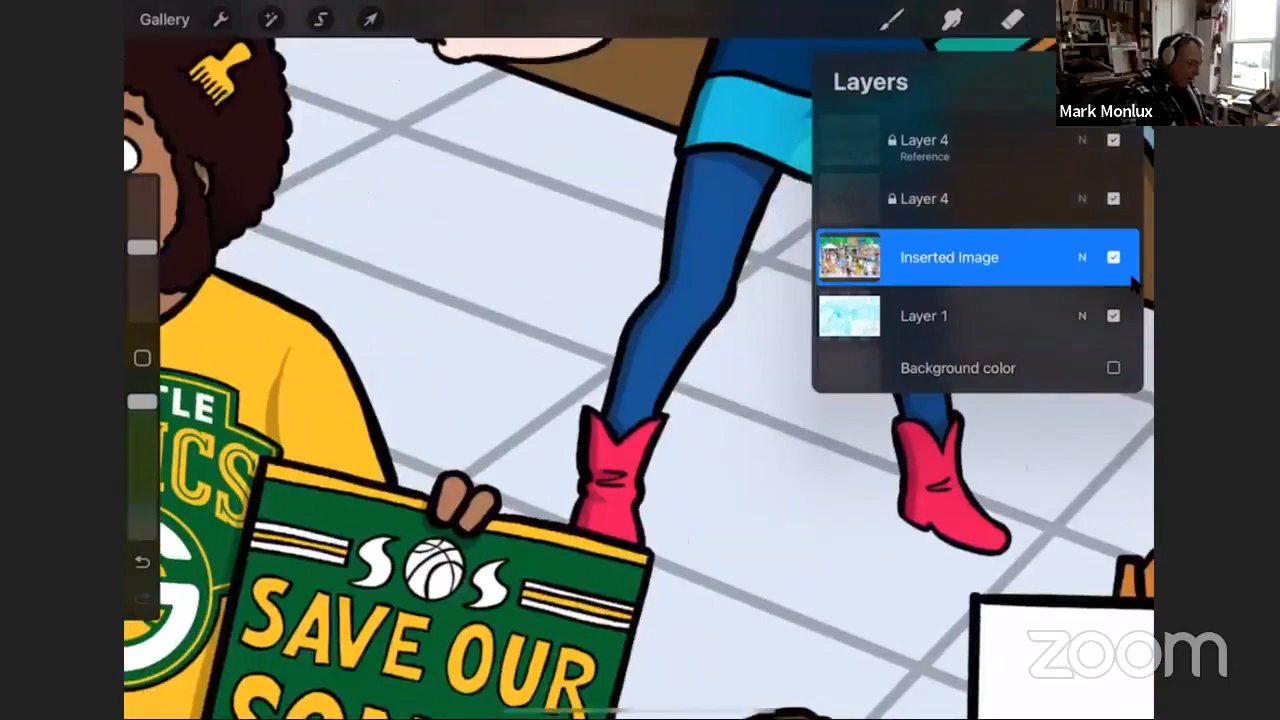 Gallery
Layers
Mark Monlux
Layer 4
N
Reference
Layer 4
N
Inserted Image
N
Layer 1
N
Background color
TLE
ICS
SOS
SAVE OUR
zoom